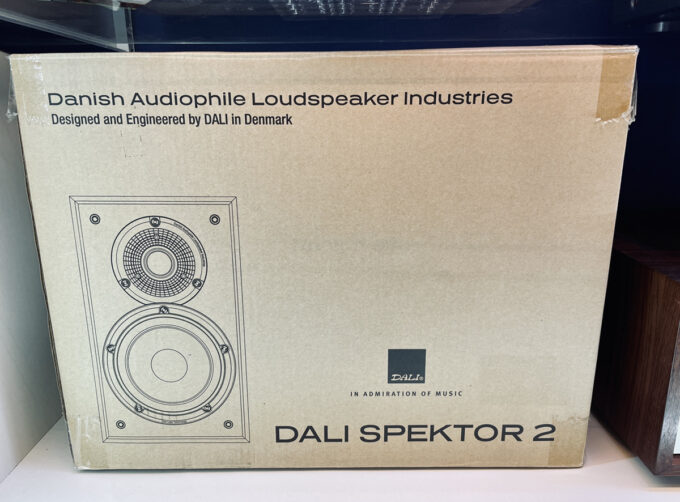 Danish Audiophile Loudspeaker Industries
Designed and Engineered by DALI in Denmark
DALI
IN ADMIRATION OF MUSIC
DALI SPEKTOR 2